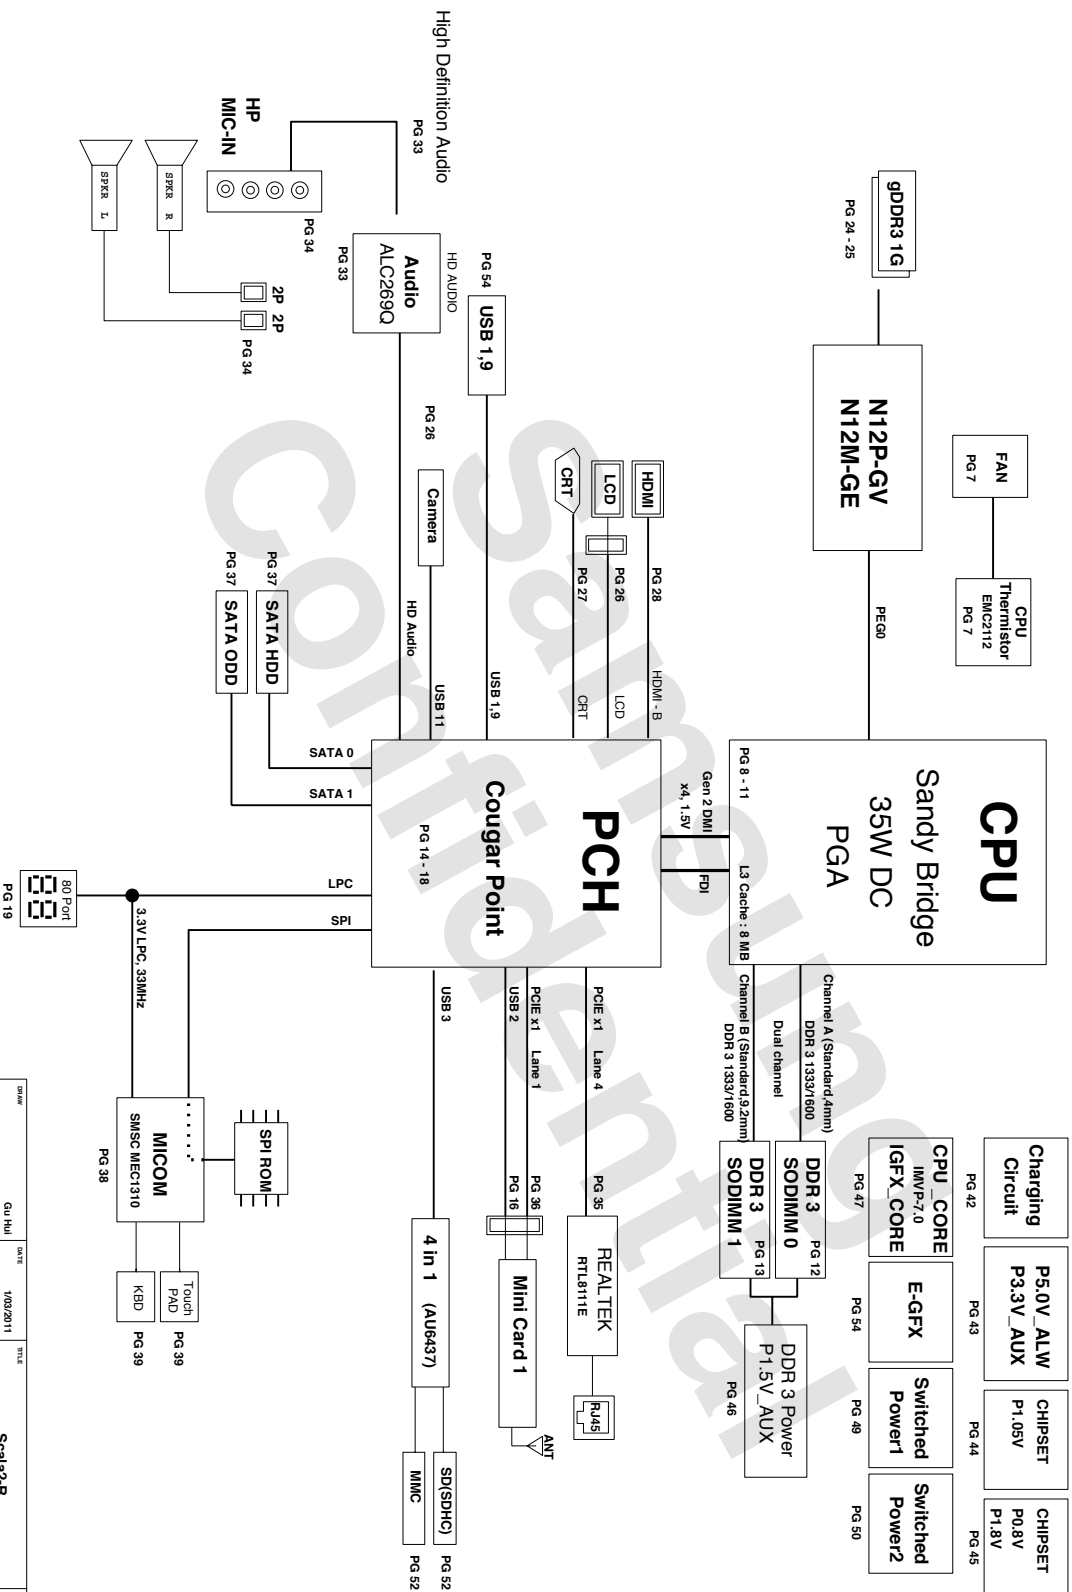 Samsung
Confidential
FAN
PG 7
CPU
Thermistor
EMC2112
PG 7
gDDR3 1G
PG 24 - 25
N12P-GV
N12M-GE
PEG0
CPU
Sandy Bridge
35W DC
PGA
PG 8 - 11
L3 Cache : 8 MB
Channel A (Standard,4mm)
DDR 3 1333/1600
Dual channel
Channel B (Standard,9.2mm)
DDR 3 1333/1600
DDR 3
SODIMM 0
PG 12
DDR 3
SODIMM 1
PG 13
DDR 3 Power
P1.5V_AUX
PG 46
Charging
Circuit
PG 42
P5.0V_ALW
P3.3V_AUX
PG 43
CHIPSET
P1.05V
PG 44
CHIPSET
P0.8V
P1.8V
PG 45
CPU_CORE
IMVP-7.0
IGFX_CORE
PG 47
E-GFX
PG 54
Switched
Power1
PG 49
Switched
Power2
PG 50
Gen 2 DMI
x4, 1.5V
FDI
HDMI
PG 28
HDMI - B
LCD
PG 26
LCD
CRT
PG 27
CRT
PCH
Cougar Point
PG 14 - 18
PG 54
USB 1,9
USB 1,9
PG 26
Camera
USB 11
High Definition Audio
PG 33
HD AUDIO
Audio
ALC269Q
PG 33
HD Audio
HP
MIC-IN
PG 34
SPKR R
SPKR L
2P
2P
PG 34
PG 37
SATA HDD
SATA 0
PG 37
SATA ODD
SATA 1
PCIE x1
Lane 4
PG 35
REALTEK
RTL8111E
RJ45
PCIE x1
Lane 1
PG 36
USB 2
PG 16
Mini Card 1
ANT
USB 3
4 in 1 (AU6437)
SD(SDHC)
PG 52
MMC
PG 52
LPC
SPI
3.3V LPC, 33MHz
80 Port
PG 19
SPI ROM
MICOM
SMSC MEC1310
PG 38
Touch
PAD
PG 39
KBD
PG 39
DRAW
Gu Hui
DATE
1/03/2011
TITLE